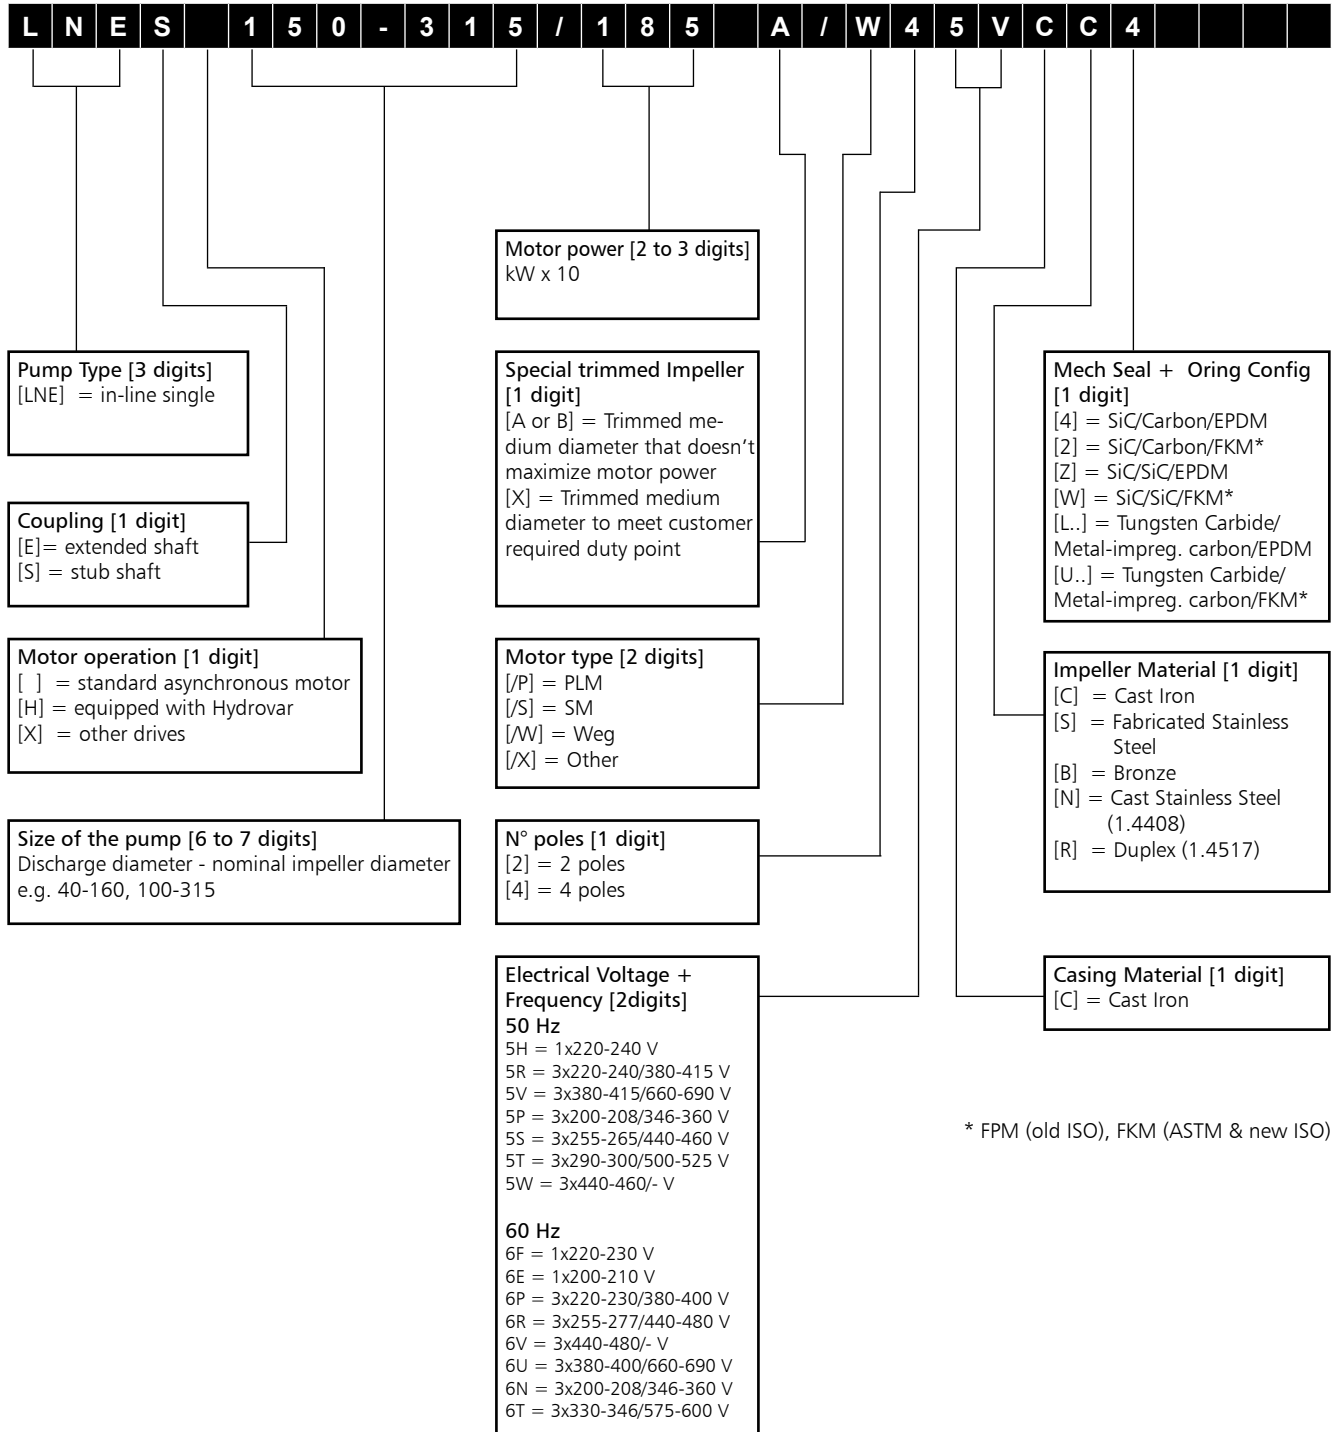 LNES 150-315/185 A/W45VCC4
Motor power [2 to 3 digits]
kW x 10
Pump Type [3 digits]
[LNE] = in-line single
Coupling [1 digit]
[E]= extended shaft
[S] = stub shaft
Motor operation [1 digit]
[ ] = standard asynchronous motor
[H] = equipped with Hydrovar
[X] = other drives
Size of the pump [6 to 7 digits]
Discharge diameter - nominal impeller diameter
e.g. 40-160, 100-315
Special trimmed Impeller
[1 digit]
[A or B] = Trimmed me-
dium diameter that doesn't
maximize motor power
[X] = Trimmed medium
diameter to meet customer
required duty point
Motor type [2 digits]
[/P] = PLM
[/S] = SM
[/W] = Weg
[/X] = Other
N° poles [1 digit]
[2] = 2 poles
[4] = 4 poles
Electrical Voltage +
Frequency [2digits]
50 Hz
5H = 1x220-240 V
5R = 3x220-240/380-415 V
5V = 3x380-415/660-690 V
5P = 3x200-208/346-360 V
5S = 3x255-265/440-460 V
5T = 3x290-300/500-525 V
5W = 3x440-460/- V
60 Hz
6F = 1x220-230 V
6E = 1x200-210 V
6P = 3x220-230/380-400 V
6R = 3x255-277/440-480 V
6V = 3x440-480/- V
6U = 3x380-400/660-690 V
6N = 3x200-208/346-360 V
6T = 3x330-346/575-600 V
Mech Seal + Oring Config
[1 digit]
[4] = SiC/Carbon/EPDM
[2] = SiC/Carbon/FKM*
[Z] = SiC/SiC/EPDM
[W] = SiC/SiC/FKM*
[L..] = Tungsten Carbide/
Metal-impreg. carbon/EPDM
[U..] = Tungsten Carbide/
Metal-impreg. carbon/FKM*
Impeller Material [1 digit]
[C] = Cast Iron
[S] = Fabricated Stainless
Steel
[B] = Bronze
[N] = Cast Stainless Steel
(1.4408)
[R] = Duplex (1.4517)
Casing Material [1 digit]
[C] = Cast Iron
* FPM (old ISO), FKM (ASTM & new ISO)